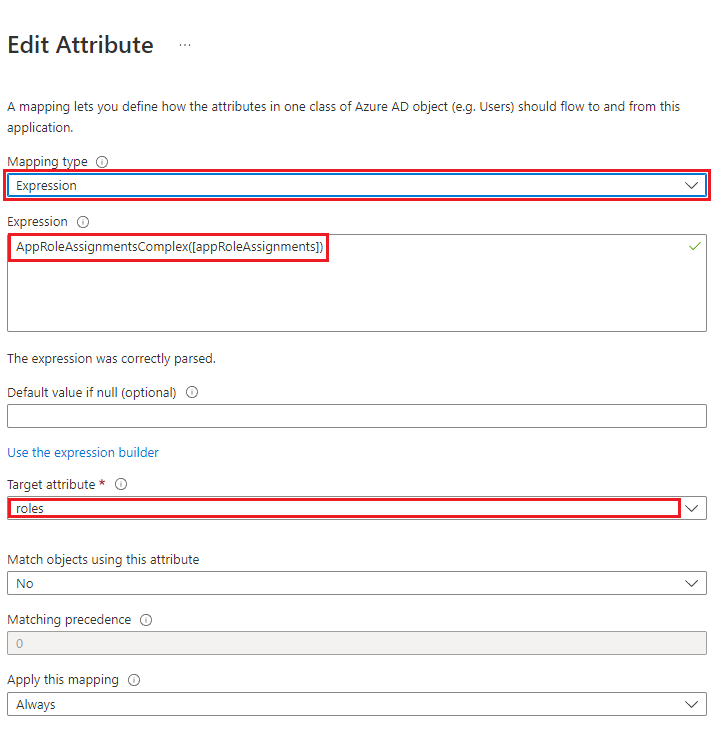 Edit Attribute ...
A mapping lets you define how the attributes in one class of Azure AD object (e.g. Users) should flow to and from this
application.
Mapping type
Expression
Expression
AppRoleAssignmentsComplex([appRoleAssignments])
The expression was correctly parsed.
Default value if null (optional)
Use the expression builder
Target attribute *
roles
Match objects using this attribute
No
Matching precedence
0
Apply this mapping
Always